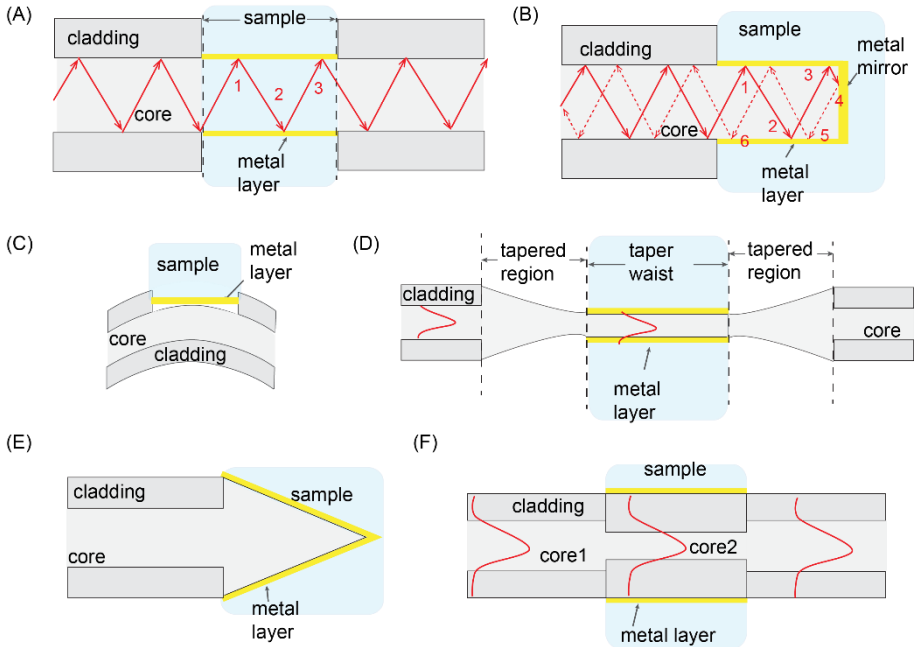 (A)
sample
cladding
1
2
3
core
metal
layer
(B)
sample
metal
mirror
cladding
1
3
4
2
5
core
6
metal
layer
(C)
sample
metal
layer
core
cladding
(D)
tapered
region
taper
waist
tapered
region
cladding
core
metal
layer
(E)
cladding
sample
core
metal
layer
(F)
sample
cladding
core1
core2
metal layer